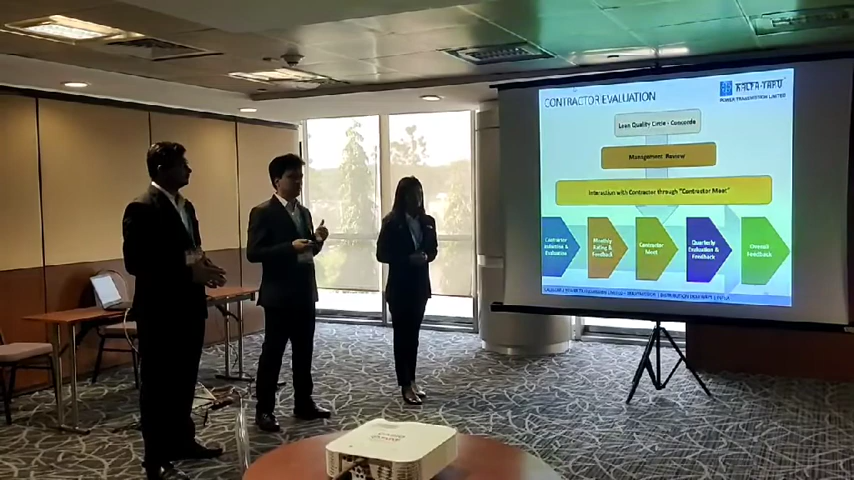 CONTRACTOR EVALUATION
KALPA-TARU
POWER TRANSMISSION LIMITED
Lean Quality Circle - Concorde
Management Review
Interaction with Contractor through "Contractor Meet"
Contractor
Evaluation
Monthly
Rating &
Feedback
Contractor
Meet
Quarterly
Evaluation &
Feedback
Overall
Feedback